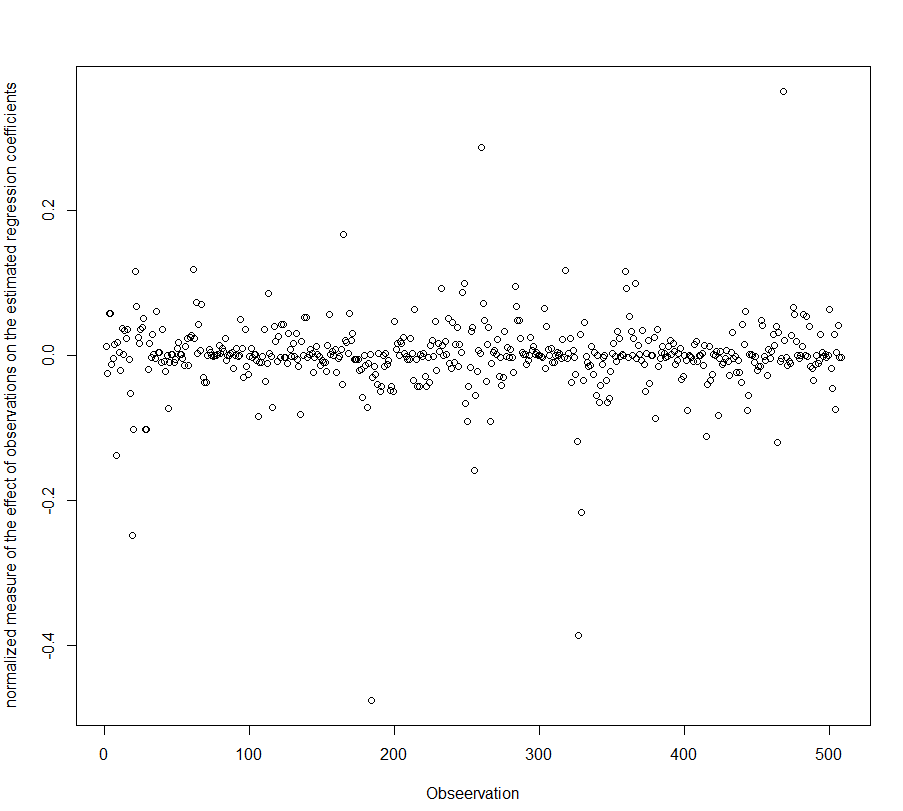 normalized measure of the effect of observations on the estimated regression coefficients
0.2
0.0
-0.2
-0.4
0 100 200 300 400 500
Obseervation